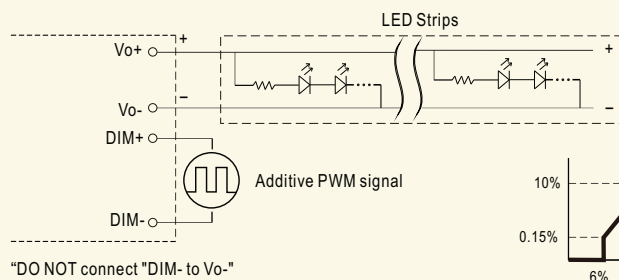 LED Strips
Vo+
+
+
Vo-
−
−
DIM+
Additive PWM signal
DIM-
10%
0.15%
6%
“DO NOT connect "DIM- to Vo-"